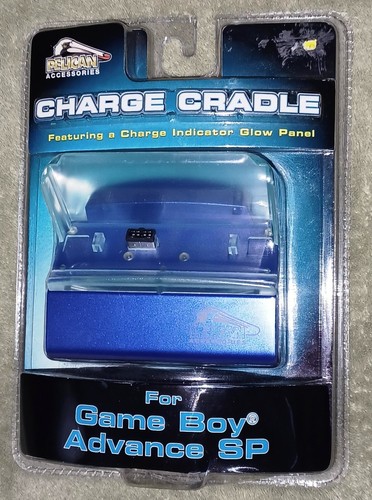 PELICAN
ACCESSORIES
CHARGE CRADLE
Featuring a Charge Indicator Glow Panel
For
Game Boy®
Advance SP